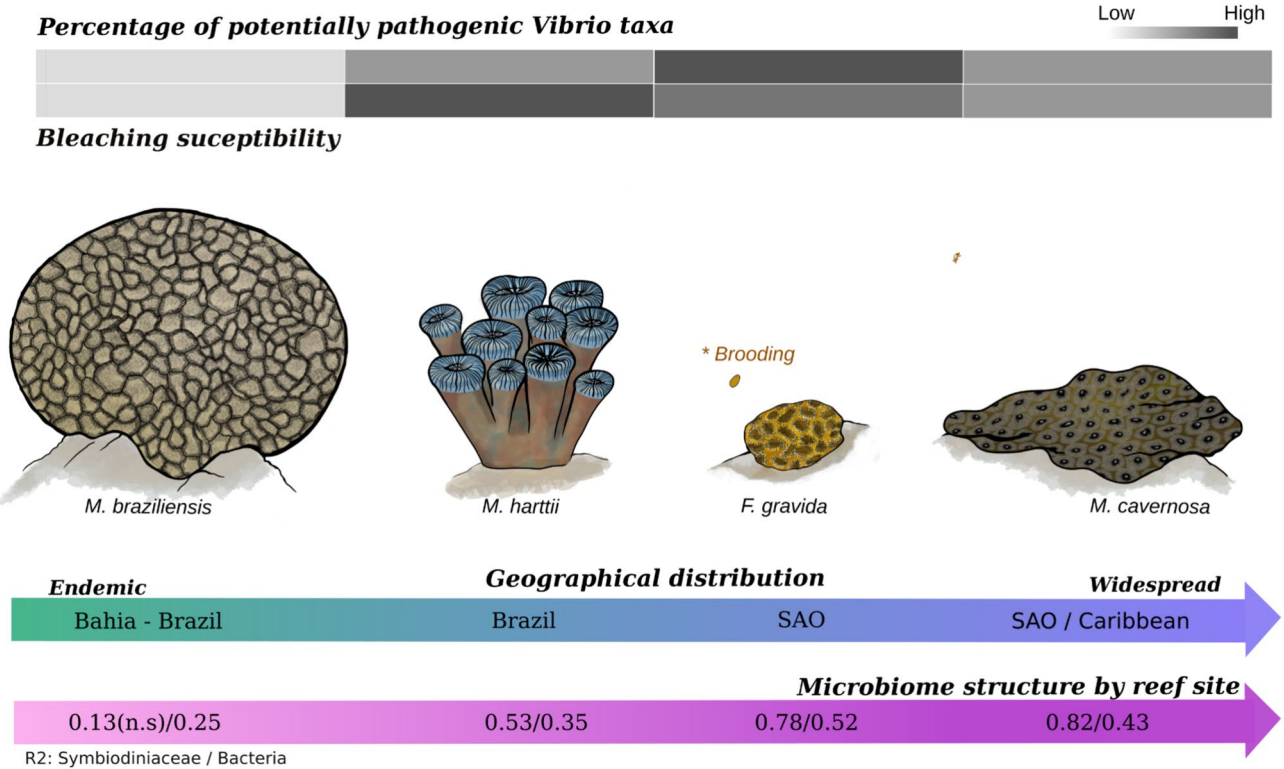 Percentage of potentially pathogenic Vibrio taxa
Low High
Bleaching suceptibility
* Brooding
M. braziliensis M. harttii F. gravida M. cavernosa
Endemic Geographical distribution Widespread
Bahia - Brazil Brazil SAO SAO / Caribbean
Microbiome structure by reef site
0.13(n.s)/0.25 0.53/0.35 0.78/0.52 0.82/0.43
R2: Symbiodiniaceae / Bacteria